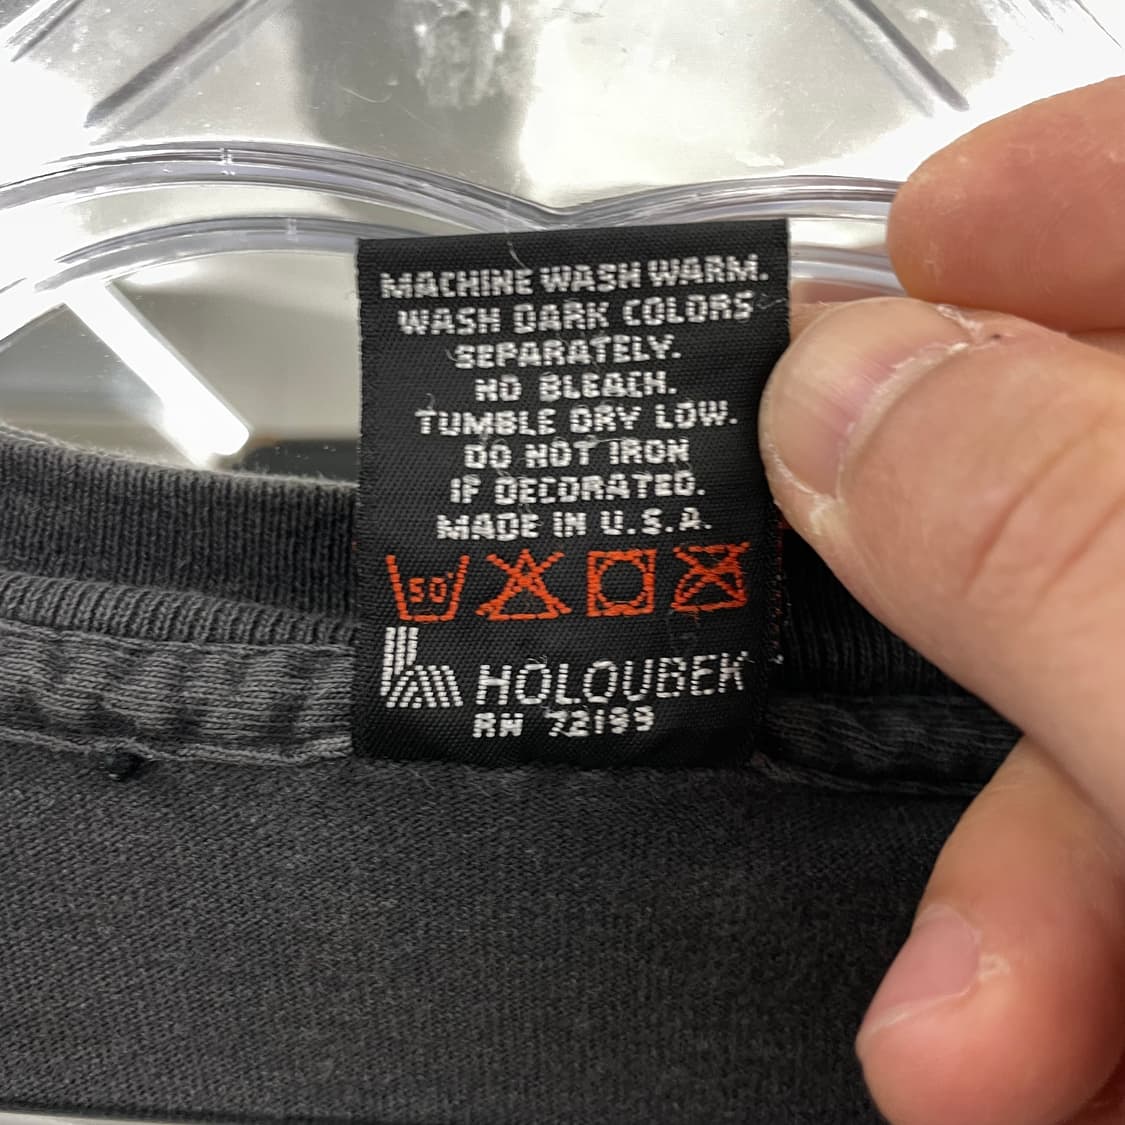 MACHINE WASH WARM.
WASH DARK COLORS
SEPARATELY.
NO BLEACH.
TUMBLE DRY LOW.
DO NOT IRON
IF DECORATED.
MADE IN U.S.A.
50°
HOLOUBEK
RN 72199